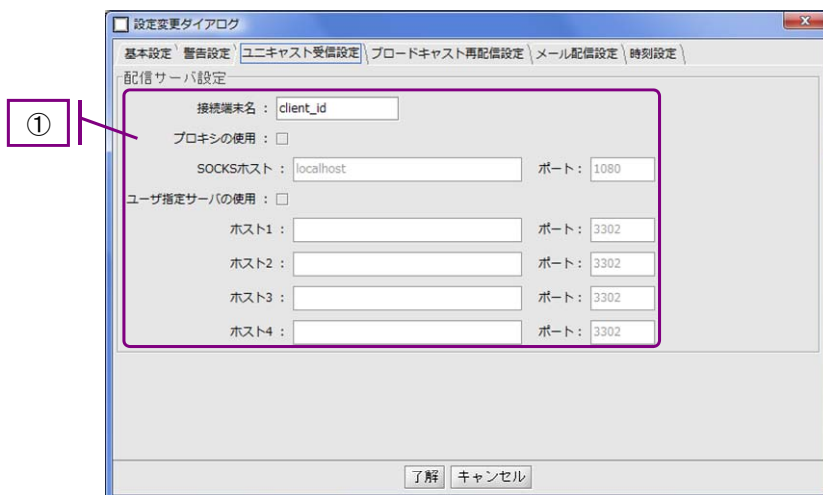 設定変更ダイアログ
基本設定 警告設定 ユニキャスト受信設定 ブロードキャスト再配信設定 メール配信設定 時刻設定
配信サーバ設定
①
接続端末名 : client_id
プロキシの使用 :
SOCKSホスト : localhost ポート : 1080
ユーザ指定サーバの使用 :
ホスト1 : ポート : 3302
ホスト2 : ポート : 3302
ホスト3 : ポート : 3302
ホスト4 : ポート : 3302
了解 キャンセル